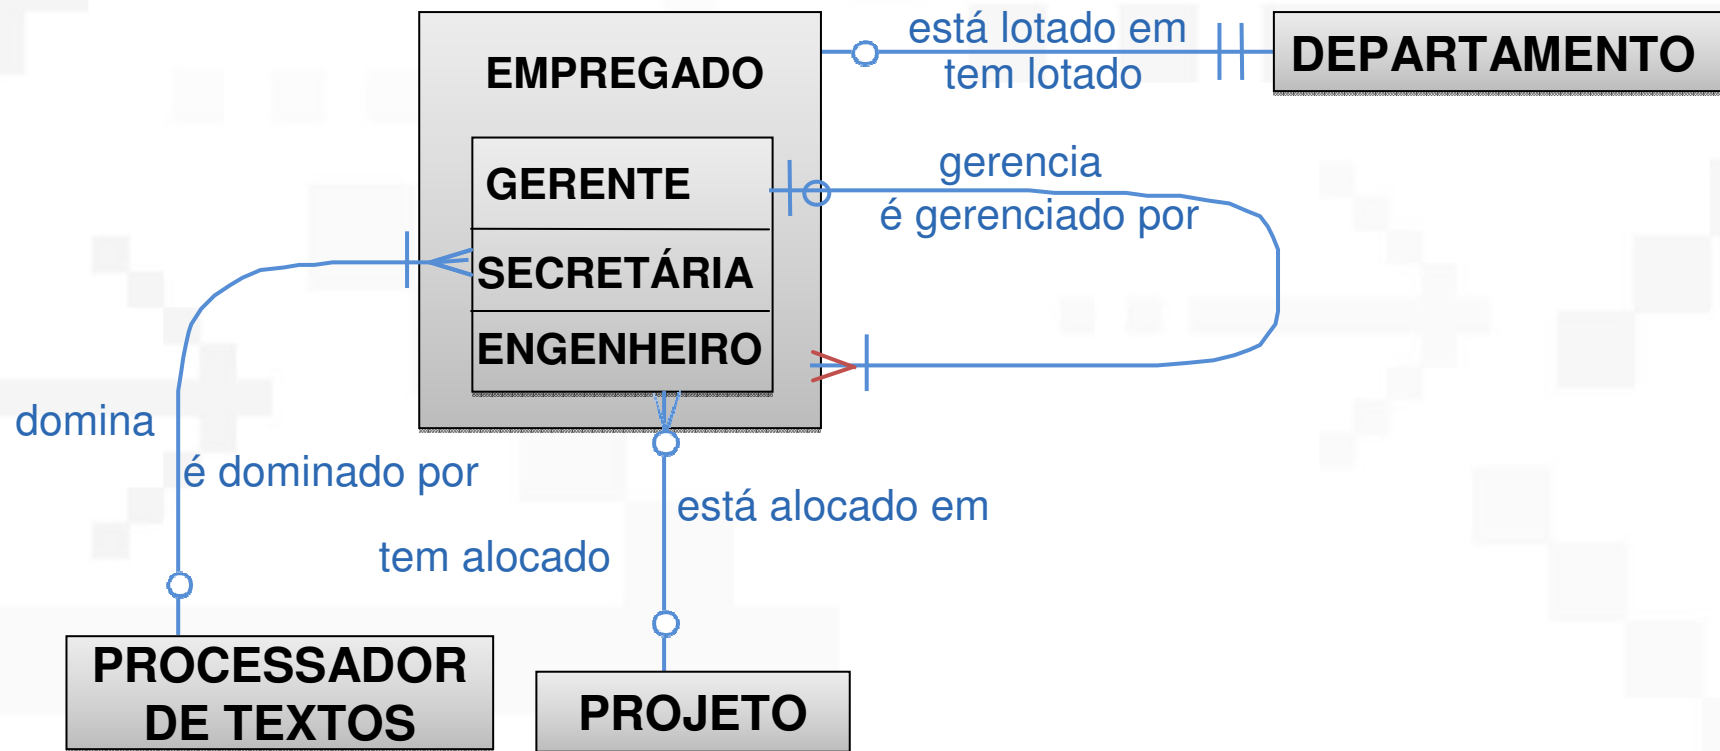 está lotado em
EMPREGADO
tem lotado
DEPARTAMENTO
GERENTE
gerencia
é gerenciado por
SECRETÁRIA
ENGENHEIRO
domina
é dominado por
está alocado em
tem alocado
PROCESSADOR
DE TEXTOS
PROJETO